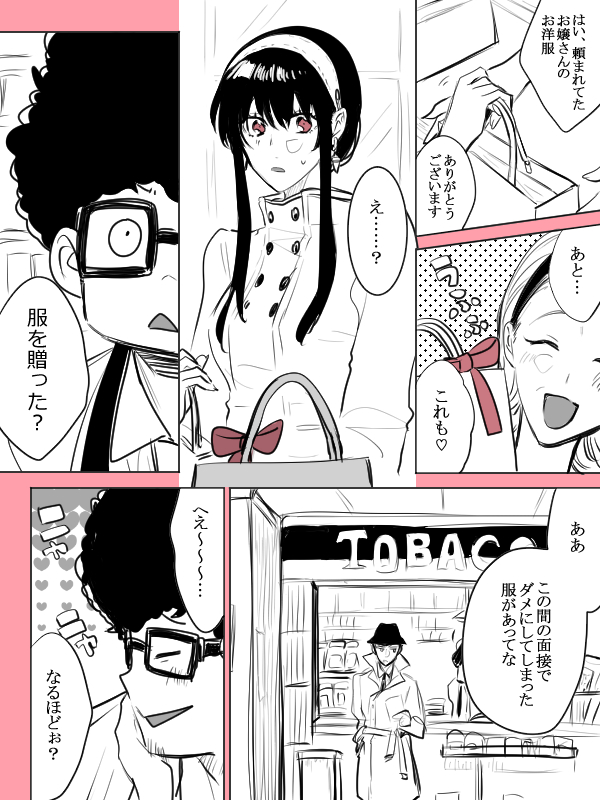 はい、頼まれてた
お嬢さんの
お洋服
ありがとう
ございます
あと…
うふふふ
これも♡
え……？
服を贈った？
ああ
この間の面接で
ダメにしてしまった
服があってな
TOBACC
へえ～～～…
ニャ
ニヤ
なるほどぉ？